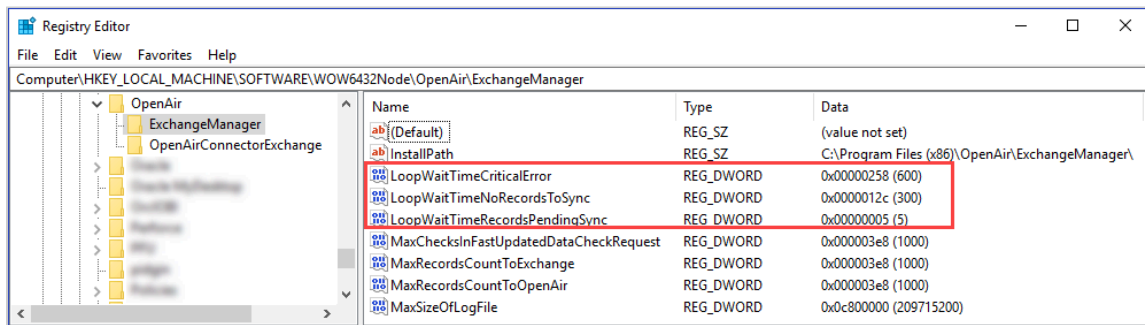 Registry Editor
File Edit View Favorites Help
Computer\HKEY_LOCAL_MACHINE\SOFTWARE\WOW6432Node\OpenAir\ExchangeManager
OpenAir
ExchangeManager
OpenAirConnectorExchange
Name Type Data
ab (Default) REG_SZ (value not set)
ab InstallPath REG_SZ C:\Program Files (x86)\OpenAir\ExchangeManager\
LoopWaitTimeCriticalError REG_DWORD 0x00000258 (600)
LoopWaitTimeNoRecordsToSync REG_DWORD 0x0000012c (300)
LoopWaitTimeRecordsPendingSync REG_DWORD 0x00000005 (5)
MaxChecksInFastUpdatedDataCheckRequest REG_DWORD 0x000003e8 (1000)
MaxRecordsCountToExchange REG_DWORD 0x000003e8 (1000)
MaxRecordsCountToOpenAir REG_DWORD 0x000003e8 (1000)
MaxSizeOfLogFile REG_DWORD 0x0c800000 (209715200)